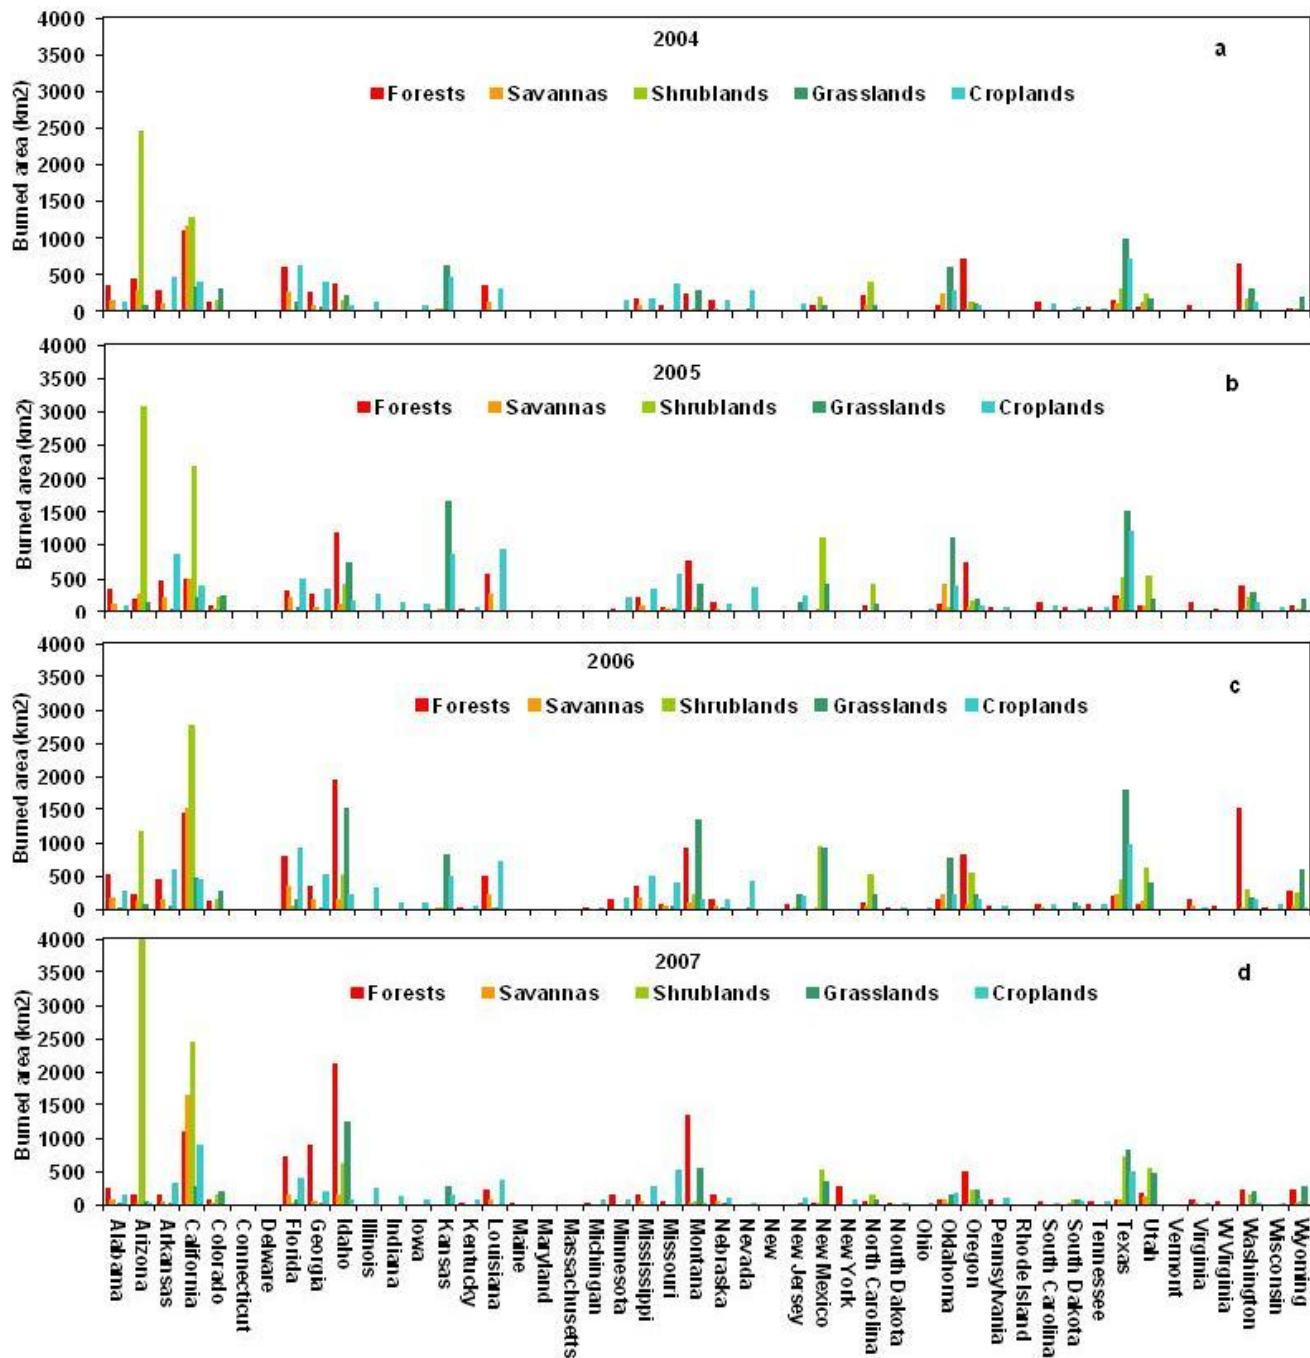 4000
2004
a
3500
3000
Forests Savannas Shrublands Grasslands Croplands
2500
2000
1500
1000
500
0
Burned area (km2)
4000
2005
b
3500
3000
Forests Savannas Shrublands Grasslands Croplands
2500
2000
1500
1000
500
0
Burned area (km2)
4000
2006
c
3500
3000
Forests Savannas Shrublands Grasslands Croplands
2500
2000
1500
1000
500
0
Burned area (km2)
4000
2007
d
3500
3000
Forests Savannas Shrublands Grasslands Croplands
2500
2000
1500
1000
500
0
Burned area (km2)
Alabama
Arizona
Arkansas
California
Colorado
Connecticut
Delware
Florida
Georgia
Idaho
Illinois
Indiana
Iowa
Kansas
Kentucky
Louisiana
Maine
Maryland
Massachusetts
Michingan
Minnesota
Mississippi
Missouri
Montana
Nebraska
Nevada
New
New Jersey
New Mexico
New York
North Carolina
Nouth Dakota
Ohio
Oklahoma
Oregon
Pennsylvania
Rhode Island
South Carolina
South Dakota
Tennessee
Texas
Utah
Vermont
Virginia
W Virginia
Washington
Wisconsin
Wyoming